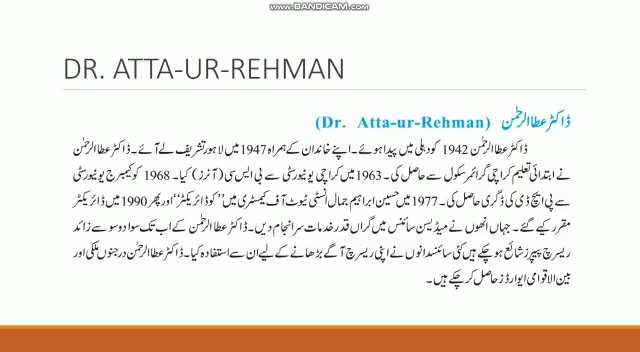 www.BANDICAM.com
DR. ATTA-UR-REHMAN
ڈاکٹر عطاالرحمٰن (Dr. Atta-ur-Rehman)
ڈاکٹر عطاالرحمٰن 1942 کو دہلی میں پیدا ہوئے۔ اپنے خاندان کے ہمراہ 1947 میں لاہور تشریف لے آئے۔ ڈاکٹر عطاالرحمٰن
نے ابتدائی تعلیم کراچی گرائمر سکول سے حاصل کی۔ 1963 میں کراچی یونیورسٹی سے بی ایس سی (آنرز) کیا۔ 1968 کو کیمبرج یونیورسٹی
سے پی ایچ ڈی کی ڈگری حاصل کی۔ 1977 میں حسین ابراہیم جمال انسٹی ٹیوٹ آف کیمسٹری میں ”کو ڈائریکٹر“ اور پھر 1990 میں ڈائریکٹر
مقرر کیے گئے۔ جہاں انھوں نے میڈیسن سائنس میں گراں قدر خدمات سرانجام دیں۔ ڈاکٹر عطاالرحمٰن کے اب تک سوا دو سو سے زائد
ریسرچ پیپرز شائع ہو چکے ہیں کئی سائنسدانوں نے اپنی ریسرچ آگے بڑھانے کے لیے ان سے استفادہ کیا۔ ڈاکٹر عطاالرحمٰن درجنوں ملکی اور
بین الاقوامی ایوارڈز حاصل کر چکے ہیں۔